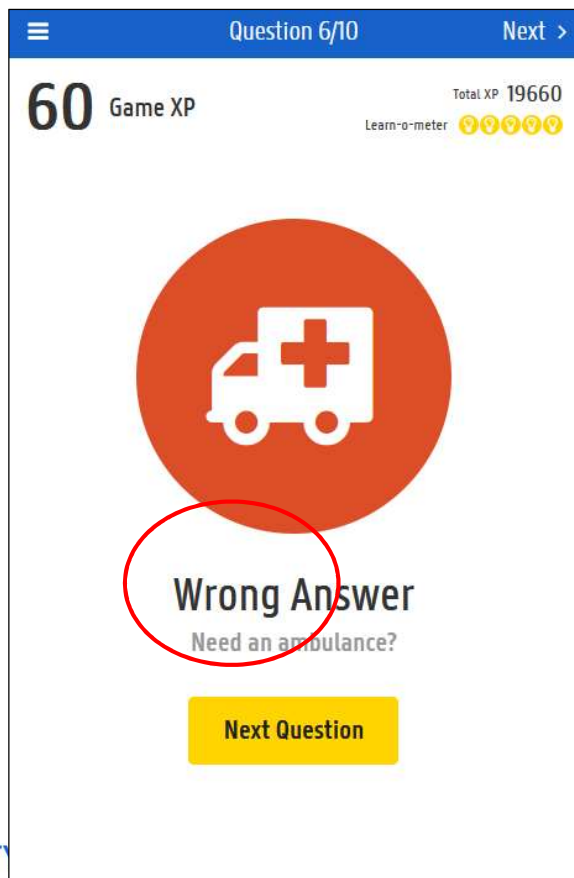 Question 6/10 Next >
60 Game XP
Total XP 19660
Learn-o-meter
Wrong Answer
Need an ambulance?
Next Question